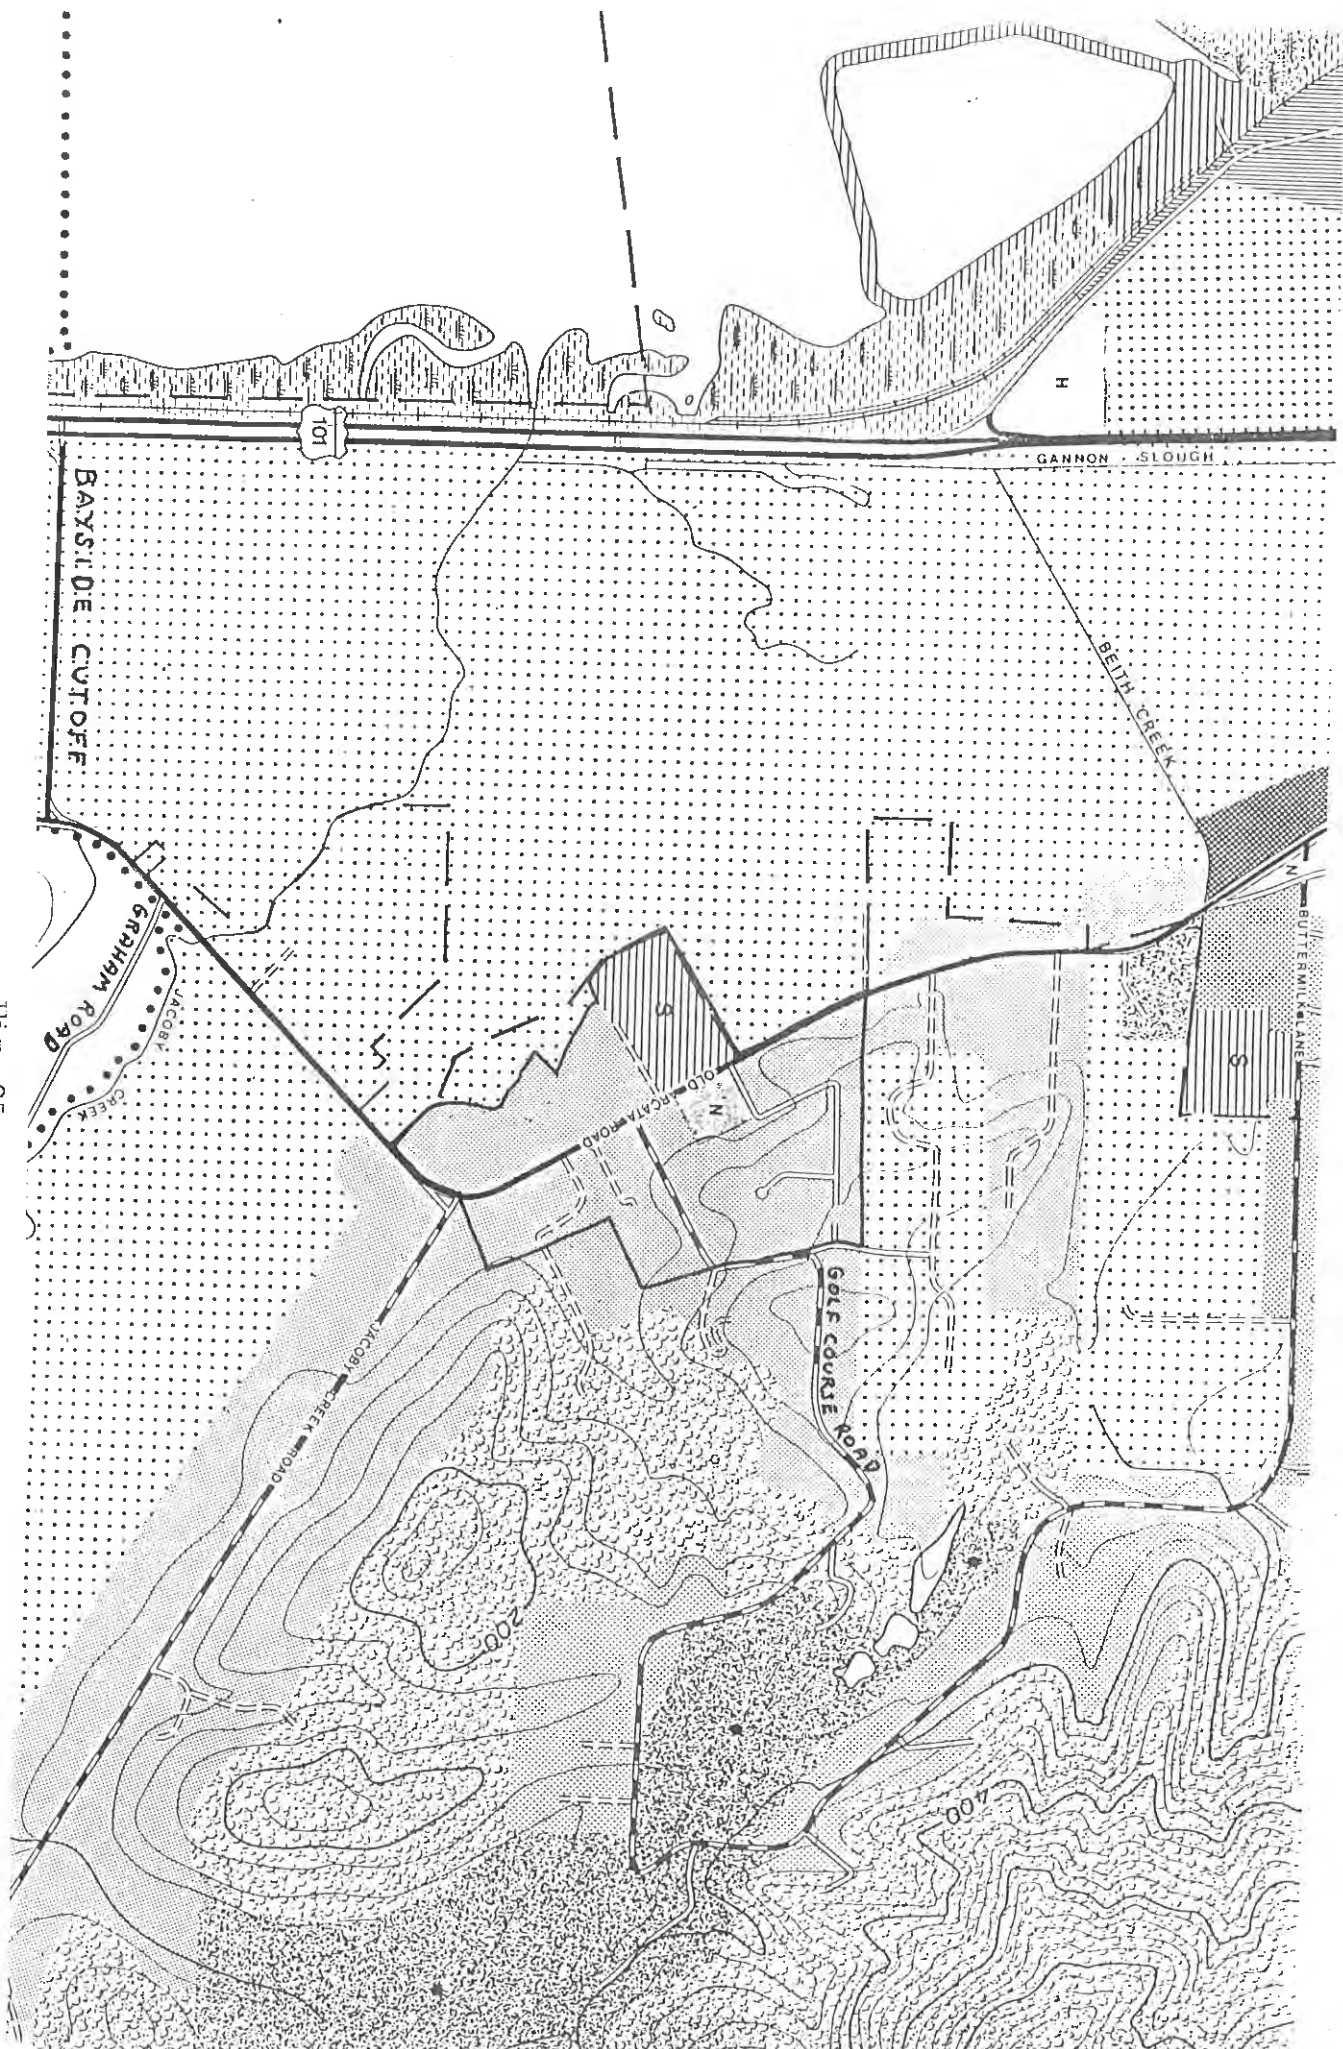 H
101
GANNON SLOUGH
BAYSIDE CUTOFF
BEITH CREEK
N
BUTTERMILK LANE
GRAHAM ROAD
JACOBY
CREEK
S
S
OLD ARCATA ROAD
N
GOLF COURSE ROAD
JACOBY CREEK ROAD
200
400